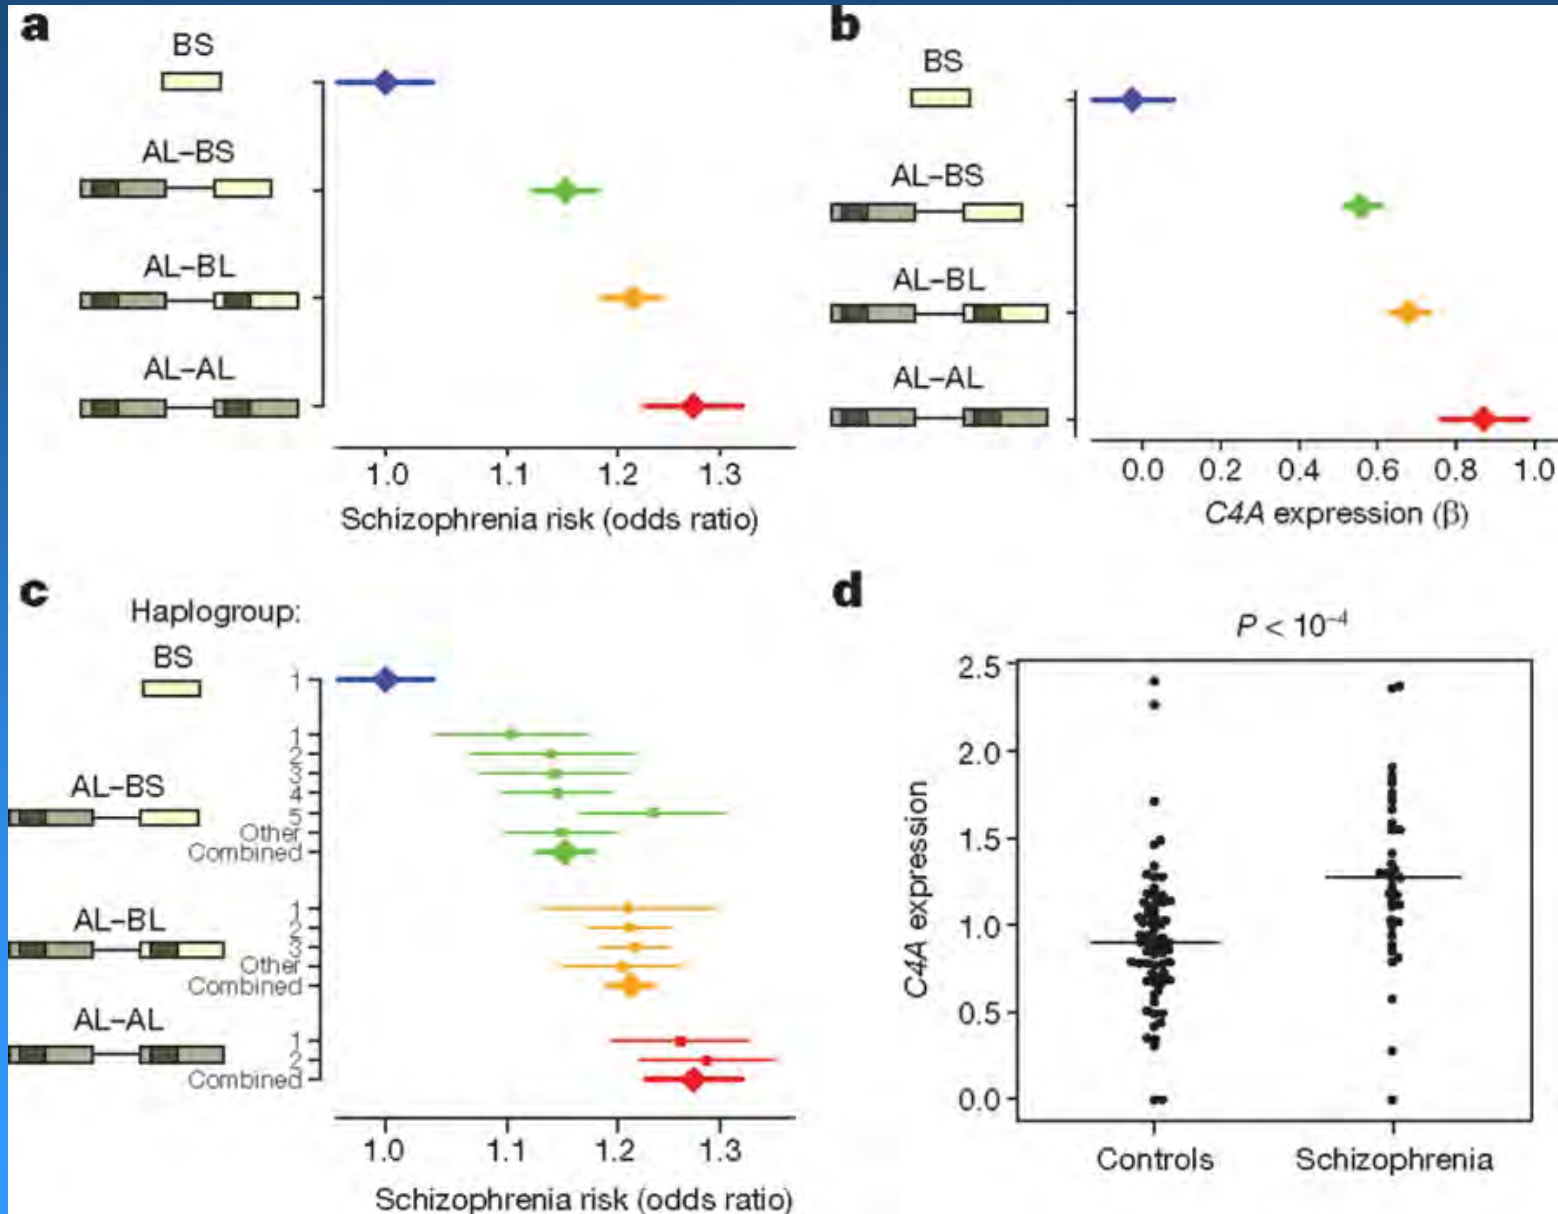 a
BS
AL–BS
AL–BL
AL–AL
1.0 1.1 1.2 1.3
Schizophrenia risk (odds ratio)
b
BS
AL–BS
AL–BL
AL–AL
0.0 0.2 0.4 0.6 0.8 1.0
C4A expression (β)
c
Haplogroup:
BS
1
AL–BS
1
2
3
4
5
Other
Combined
AL–BL
1
2
3
Other
Combined
AL–AL
1
2
Combined
1.0 1.1 1.2 1.3
Schizophrenia risk (odds ratio)
d
P < 10⁻⁴
C4A expression
2.5
2.0
1.5
1.0
0.5
0.0
Controls Schizophrenia